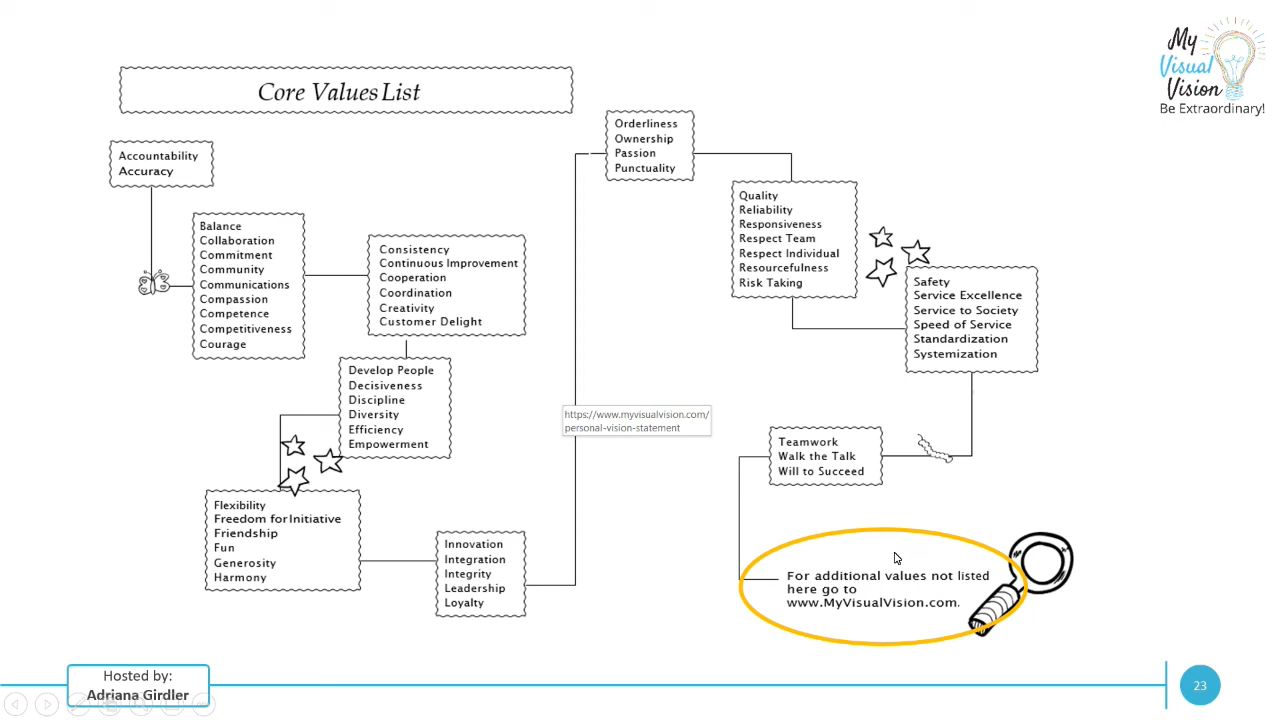 My
Visual
Vision
Be Extraordinary!
Core Values List
Accountability
Accuracy
Balance
Collaboration
Commitment
Community
Communications
Compassion
Competence
Competitiveness
Courage
Consistency
Continuous Improvement
Cooperation
Coordination
Creativity
Customer Delight
Develop People
Decisiveness
Discipline
Diversity
Efficiency
Empowerment
Flexibility
Freedom for Initiative
Friendship
Fun
Generosity
Harmony
Innovation
Integration
Integrity
Leadership
Loyalty
https://www.myvisualvision.com/
personal-vision-statement
Orderliness
Ownership
Passion
Punctuality
Quality
Reliability
Responsiveness
Respect Team
Respect Individual
Resourcefulness
Risk Taking
Safety
Service Excellence
Service to Society
Speed of Service
Standardization
Systemization
Teamwork
Walk the Talk
Will to Succeed
For additional values not listed
here go to
www.MyVisualVision.com.
Hosted by:
Adriana Girdler
23